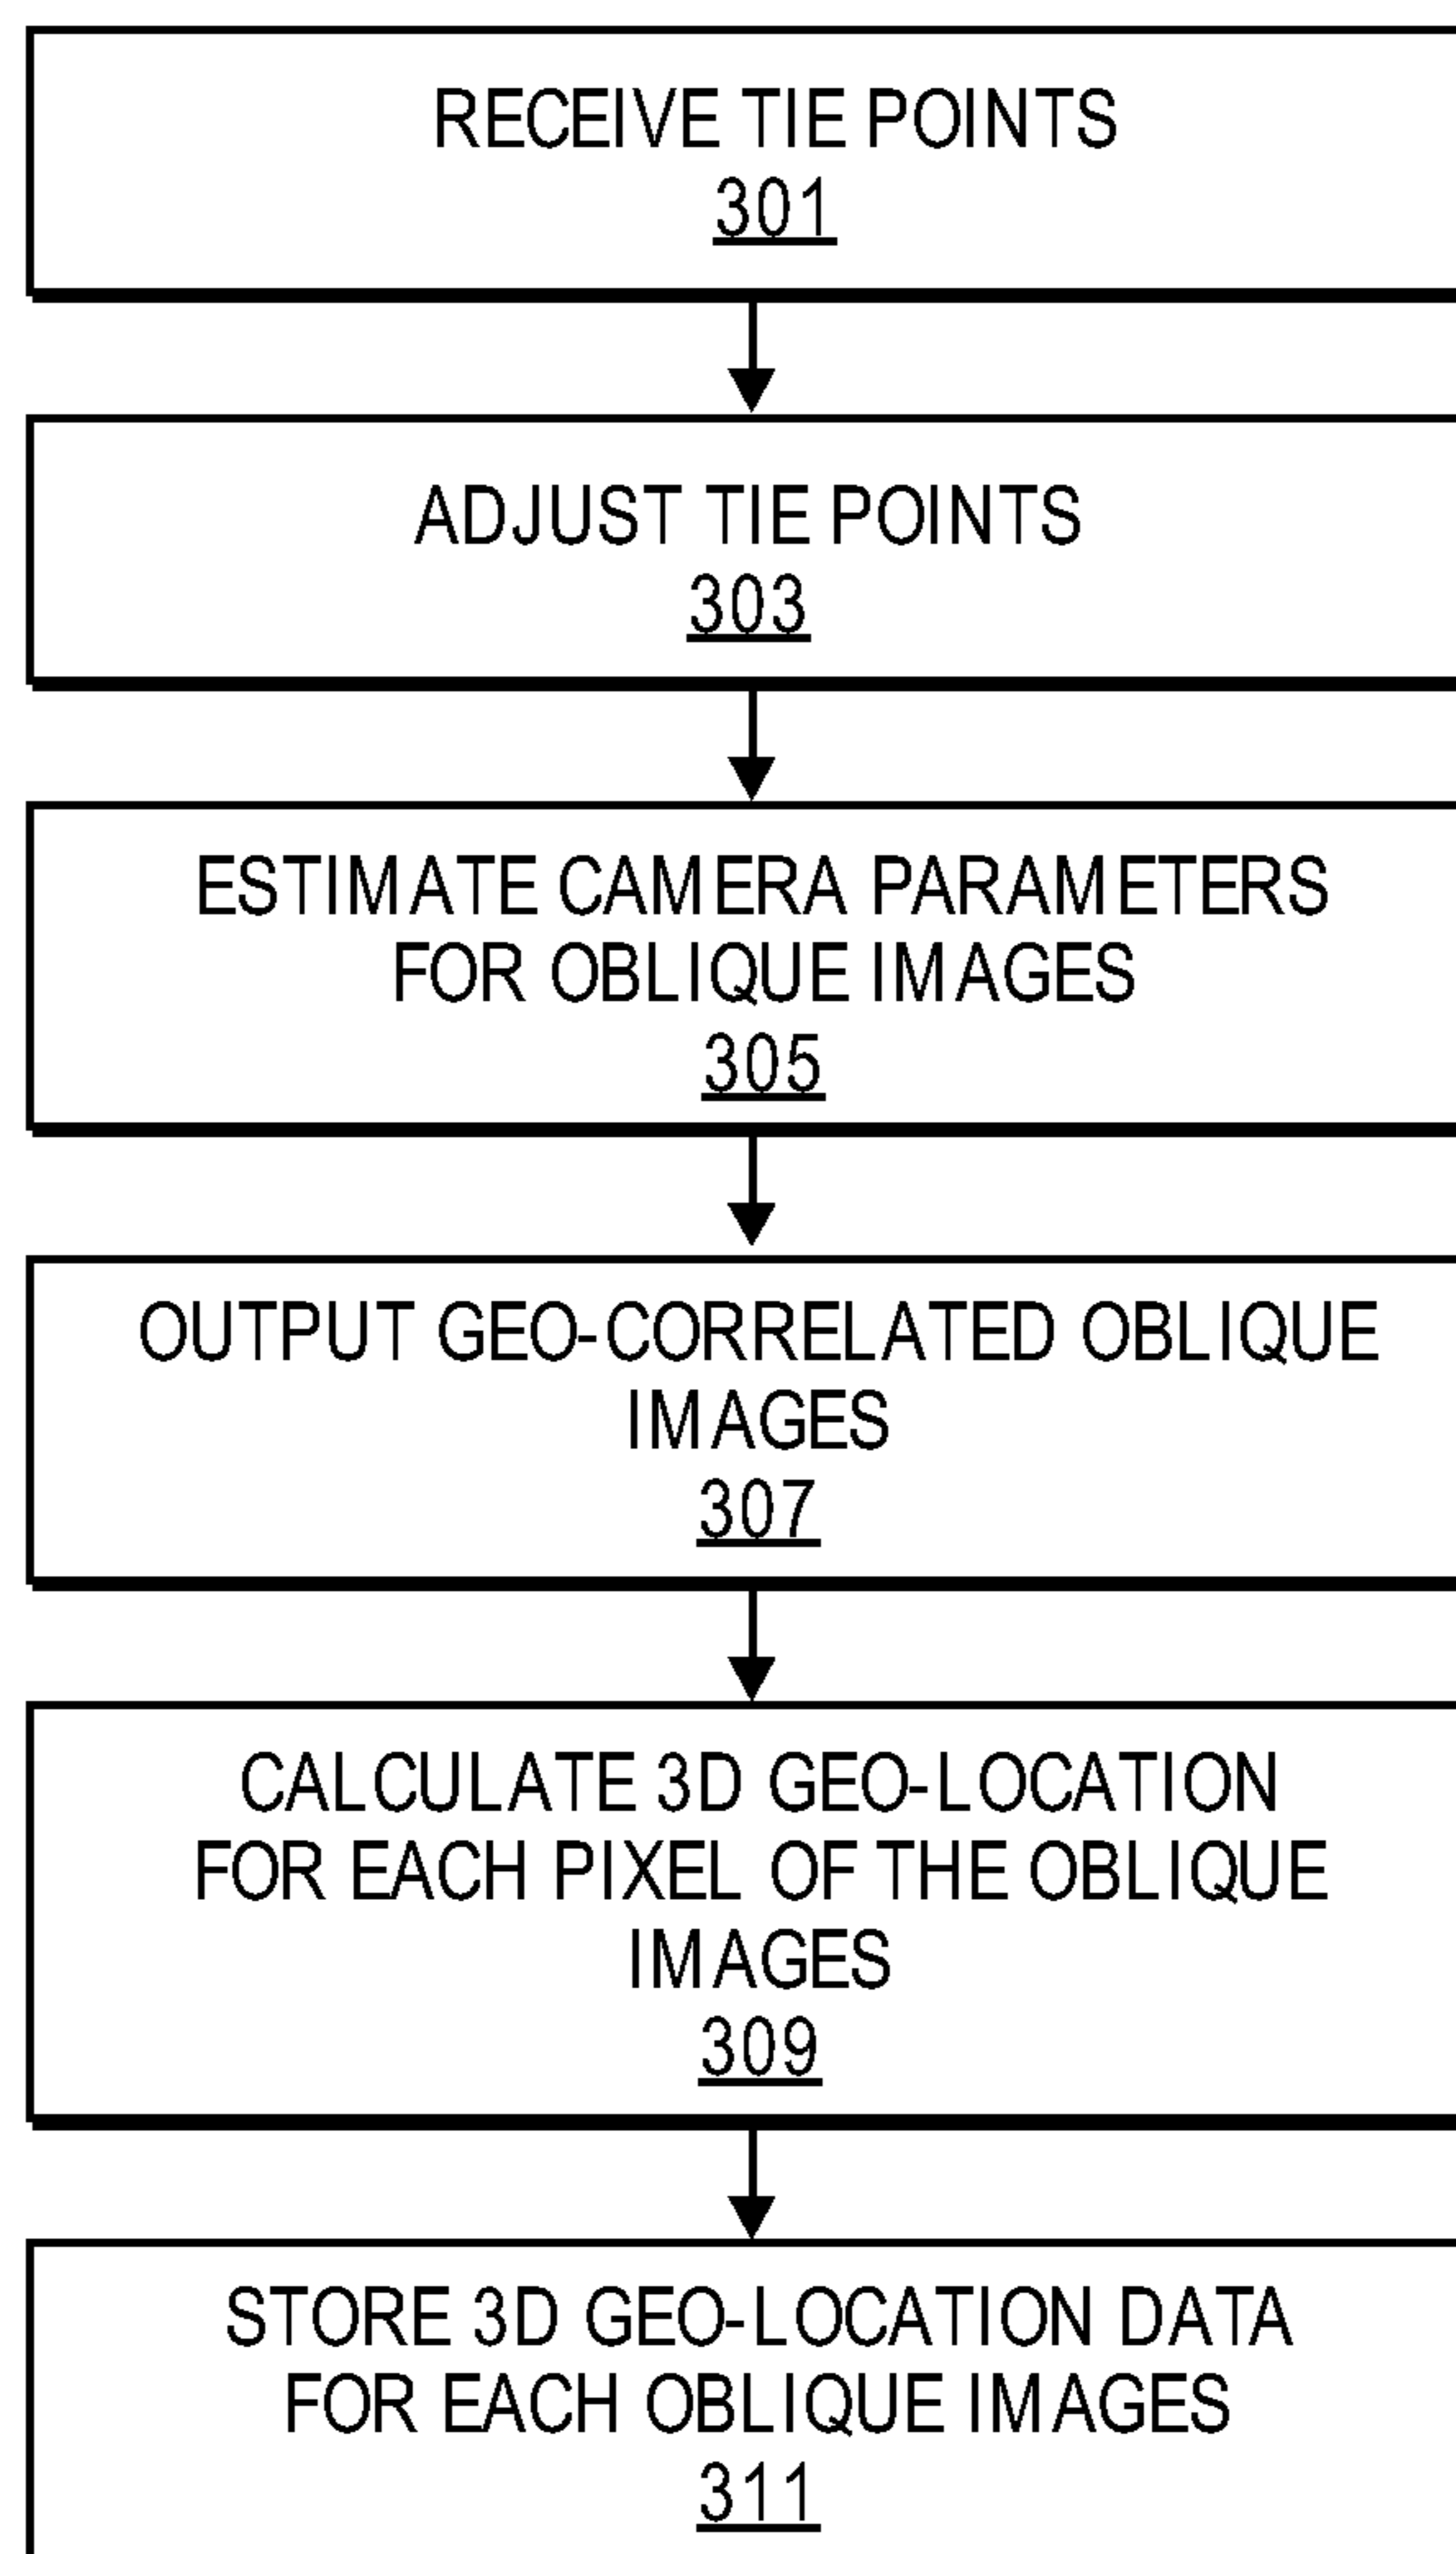 RECEIVE TIE POINTS
301
ADJUST TIE POINTS
303
ESTIMATE CAMERA PARAMETERS
FOR OBLIQUE IMAGES
305
OUTPUT GEO-CORRELATED OBLIQUE
IMAGES
307
CALCULATE 3D GEO-LOCATION
FOR EACH PIXEL OF THE OBLIQUE
IMAGES
309
STORE 3D GEO-LOCATION DATA
FOR EACH OBLIQUE IMAGES
311